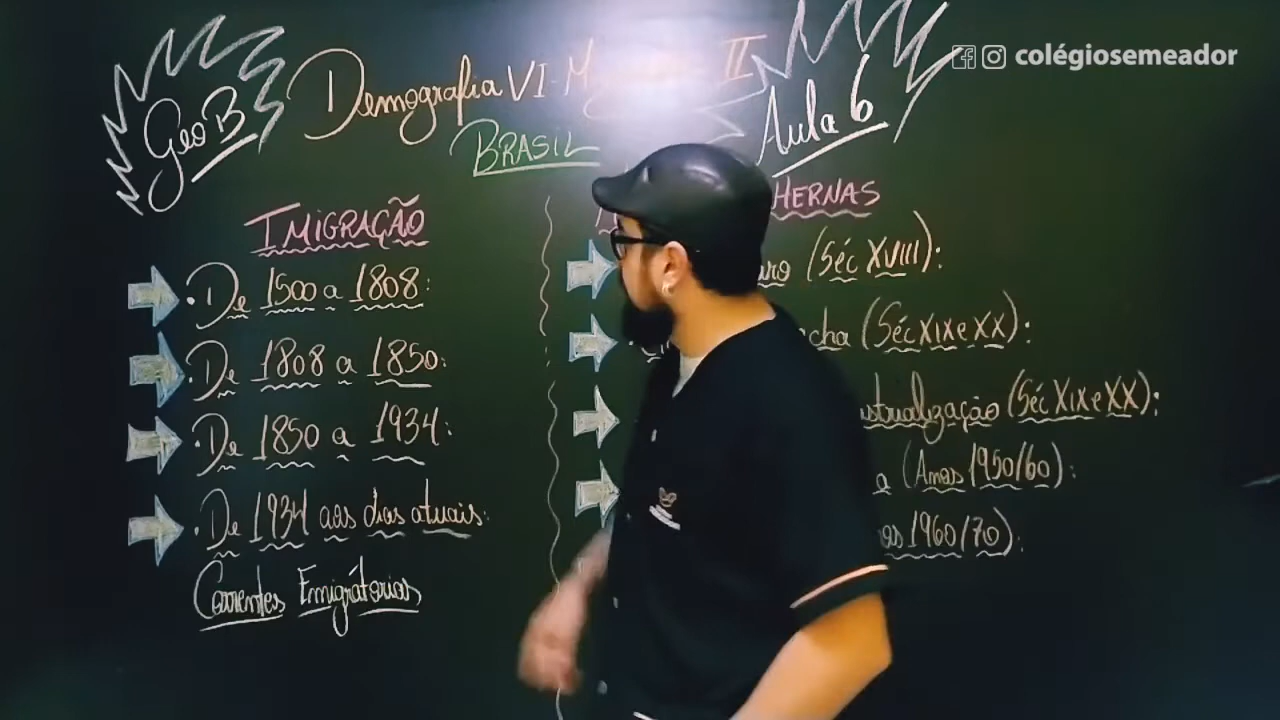 colégiosemeador
Geo B
Demografia VI - II
BRASIL
Aula 6
IMIGRAÇÃO
• De 1500 a 1808:
• De 1808 a 1850:
• De 1850 a 1934:
• De 1934 aos dias atuais:
Correntes Emigratórias
(Séc XVIII):
(Séc XIX e XX):
(Séc XIX e XX):
(Anos 1950/60):
1960/70):